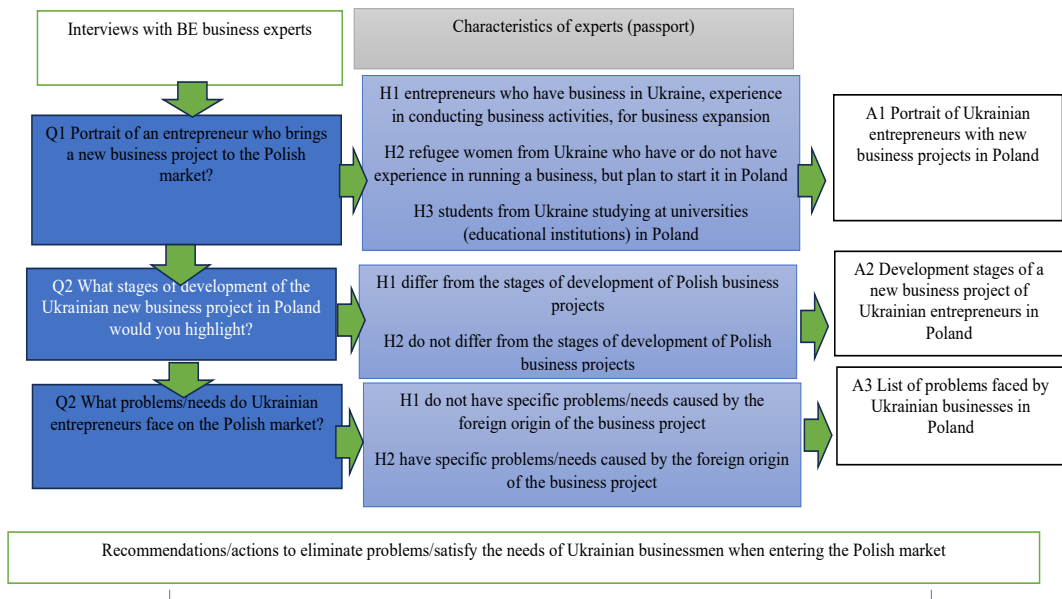 Interviews with BE business experts
Characteristics of experts (passport)
Q1 Portrait of an entrepreneur who brings
a new business project to the Polish
market?
H1 entrepreneurs who have business in Ukraine, experience
in conducting business activities, for business expansion
H2 refugee women from Ukraine who have or do not have
experience in running a business, but plan to start it in Poland
H3 students from Ukraine studying at universities
(educational institutions) in Poland
A1 Portrait of Ukrainian
entrepreneurs with new
business projects in Poland
Q2 What stages of development of the
Ukrainian new business project in Poland
would you highlight?
H1 differ from the stages of development of Polish business
projects
H2 do not differ from the stages of development of Polish
business projects
A2 Development stages of a
new business project of
Ukrainian entrepreneurs in
Poland
Q2 What problems/needs do Ukrainian
entrepreneurs face on the Polish market?
H1 do not have specific problems/needs caused by the
foreign origin of the business project
H2 have specific problems/needs caused by the foreign origin
of the business project
A3 List of problems faced by
Ukrainian businesses in
Poland
Recommendations/actions to eliminate problems/satisfy the needs of Ukrainian businessmen when entering the Polish market